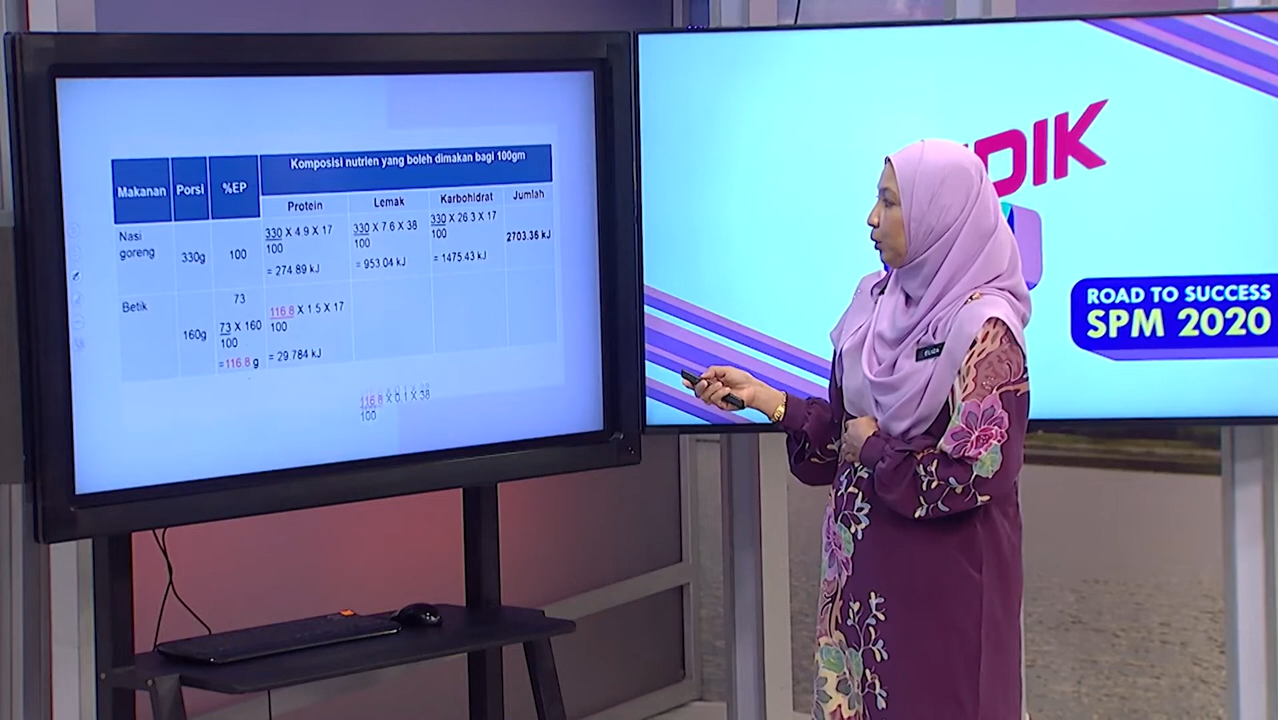 Komposisi nutrien yang boleh dimakan bagi 100gm
Makanan Porsi %EP
Protein Lemak Karbohidrat Jumlah
Nasi goreng 330g 100
330 X 4.9 X 17
100
= 274.89 kJ
330 X 7.6 X 38
100
= 953.04 kJ
330 X 26.3 X 17
100
= 1475.43 kJ
2703.36 kJ
Betik 160g
73
73 X 160
100
=116.8 g
116.8 X 1.5 X 17
100
= 29.784 kJ
116.8 X 0.1 X 38
100
DIK
ROAD TO SUCCESS
SPM 2020
ELIZA